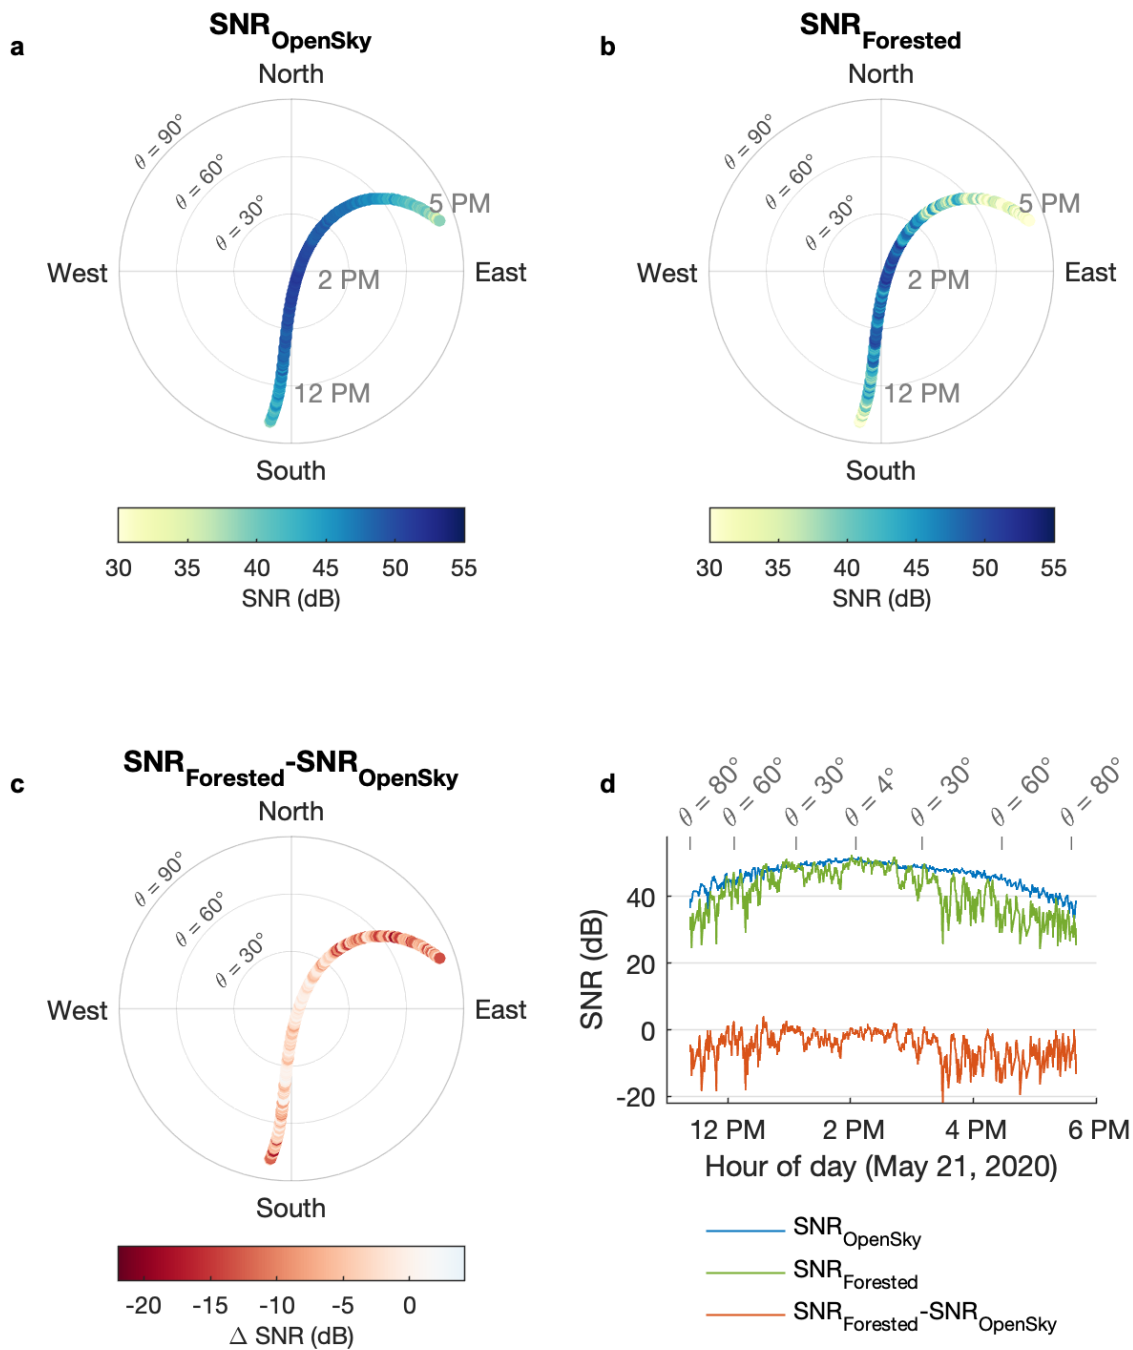 a
SNR_OpenSky
North
θ = 90°
θ = 60°
θ = 30°
5 PM
West
2 PM
East
12 PM
South
30 35 40 45 50 55
SNR (dB)
b
SNR_Forested
North
θ = 90°
θ = 60°
θ = 30°
5 PM
West
2 PM
East
12 PM
South
30 35 40 45 50 55
SNR (dB)
c
SNR_Forested-SNR_OpenSky
North
θ = 90°
θ = 60°
θ = 30°
West
East
South
-20 -15 -10 -5 0
Δ SNR (dB)
d
θ = 80° θ = 60° θ = 30° θ = 4° θ = 30° θ = 60° θ = 80°
40
20
0
-20
SNR (dB)
12 PM 2 PM 4 PM 6 PM
Hour of day (May 21, 2020)
SNR_OpenSky
SNR_Forested
SNR_Forested-SNR_OpenSky